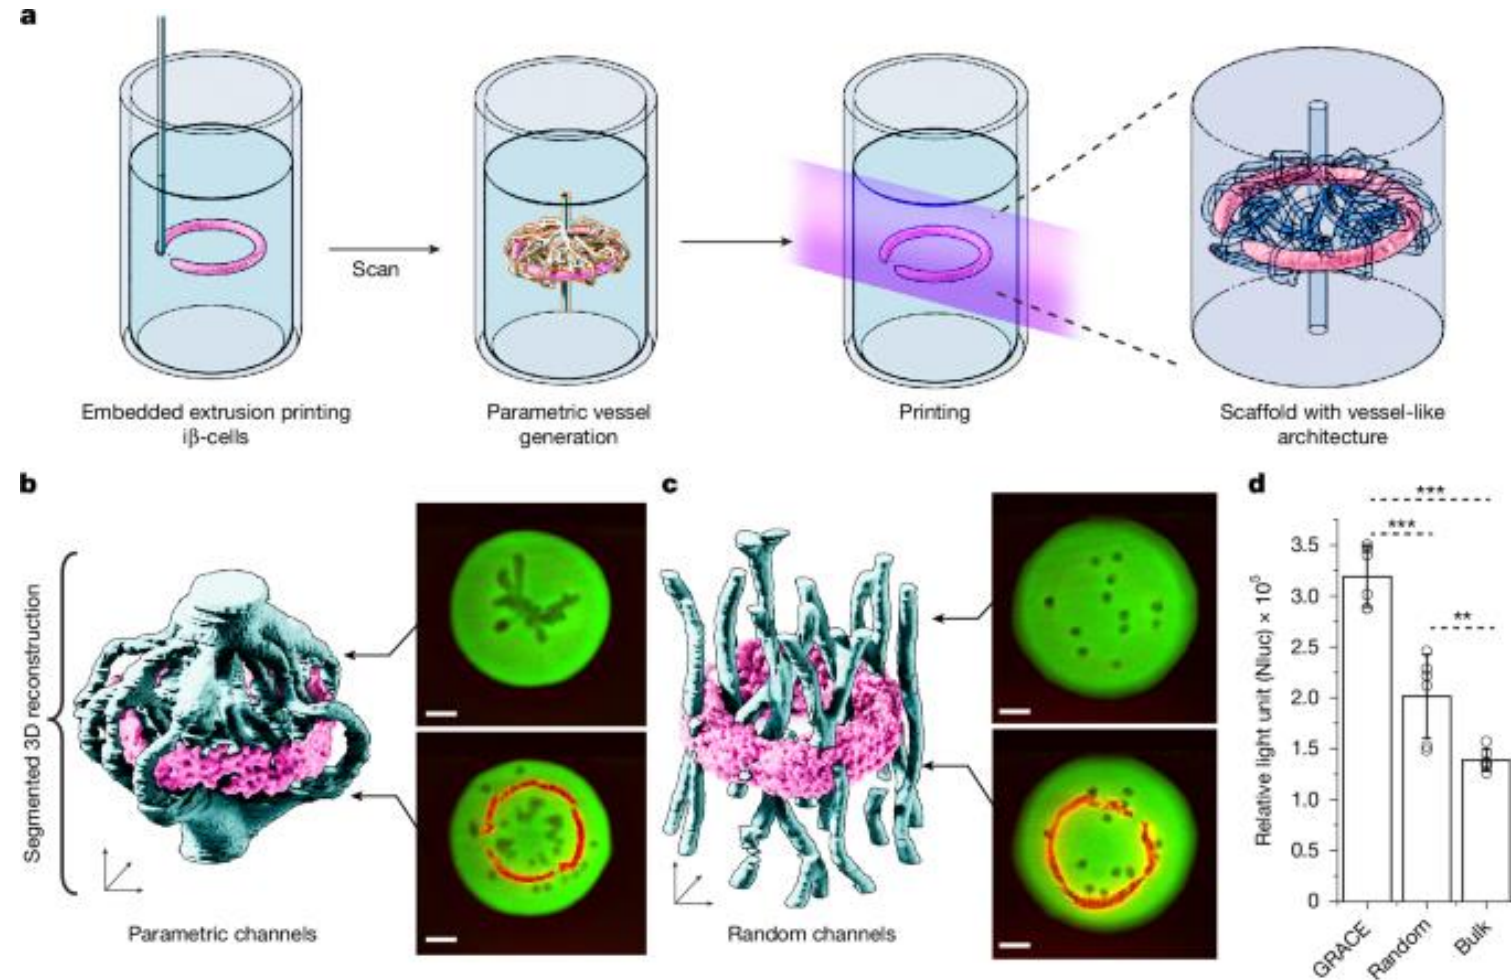 a
Scan
Embedded extrusion printing
iβ-cells
Parametric vessel
generation
Printing
Scaffold with vessel-like
architecture
b
Segmented 3D reconstruction
Parametric channels
c
Random channels
d
Relative light unit (Nluc) × 10⁵
***
***
**
3.5
3.0
2.5
2.0
1.5
1.0
0.5
0
GRACE
Random
Bulk